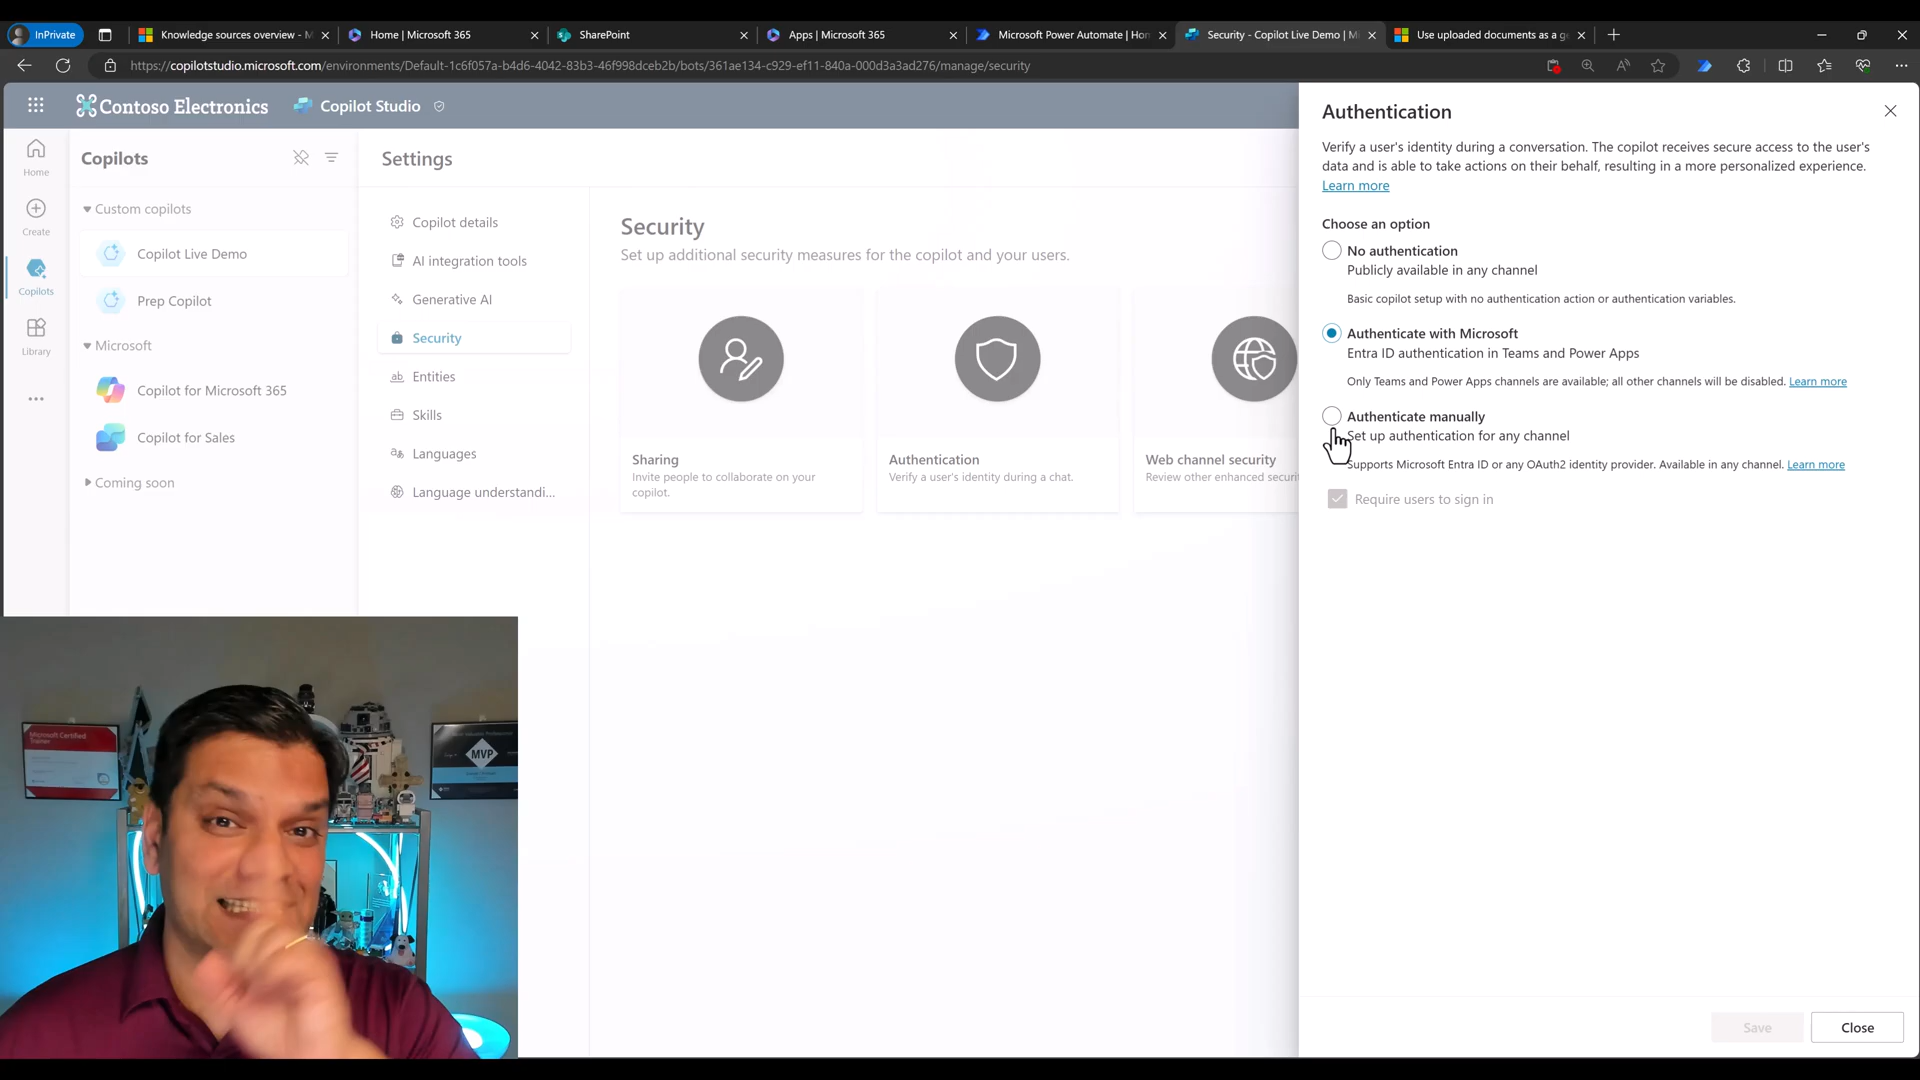 InPrivate
Knowledge sources overview - M
Home | Microsoft 365
SharePoint
Apps | Microsoft 365
Microsoft Power Automate | Hom
Security - Copilot Live Demo | M
Use uploaded documents as a ge
https://copilotstudio.microsoft.com/environments/Default-1c6f057a-b4d6-4042-83b3-46f998dceb2b/bots/361ae134-c929-ef11-840a-000d3a3ad276/manage/security
Contoso Electronics
Copilot Studio
Home
Create
Copilots
Library
Copilots
Custom copilots
Copilot Live Demo
Prep Copilot
Microsoft
Copilot for Microsoft 365
Copilot for Sales
Coming soon
Settings
Copilot details
AI integration tools
Generative AI
Security
Entities
Skills
Languages
Language understandi...
Security
Set up additional security measures for the copilot and your users.
Sharing
Invite people to collaborate on your
copilot.
Authentication
Verify a user's identity during a chat.
Web channel security
Review other enhanced securi
Authentication
Verify a user's identity during a conversation. The copilot receives secure access to the user's
data and is able to take actions on their behalf, resulting in a more personalized experience.
Learn more
Choose an option
No authentication
Publicly available in any channel
Basic copilot setup with no authentication action or authentication variables.
Authenticate with Microsoft
Entra ID authentication in Teams and Power Apps
Only Teams and Power Apps channels are available; all other channels will be disabled. Learn more
Authenticate manually
Set up authentication for any channel
Supports Microsoft Entra ID or any OAuth2 identity provider. Available in any channel. Learn more
Require users to sign in
Save
Close
Microsoft Certified
Trainer
MVP